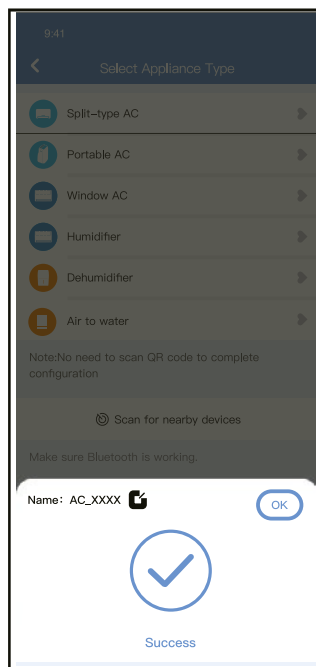 9:41
Select Appliance Type
Split-type AC
Portable AC
Window AC
Humidifier
Dehumidifier
Air to water
Note:No need to scan QR code to complete
configuration
Scan for nearby devices
Make sure Bluetooth is working.
Name: AC_XXXX
OK
Success